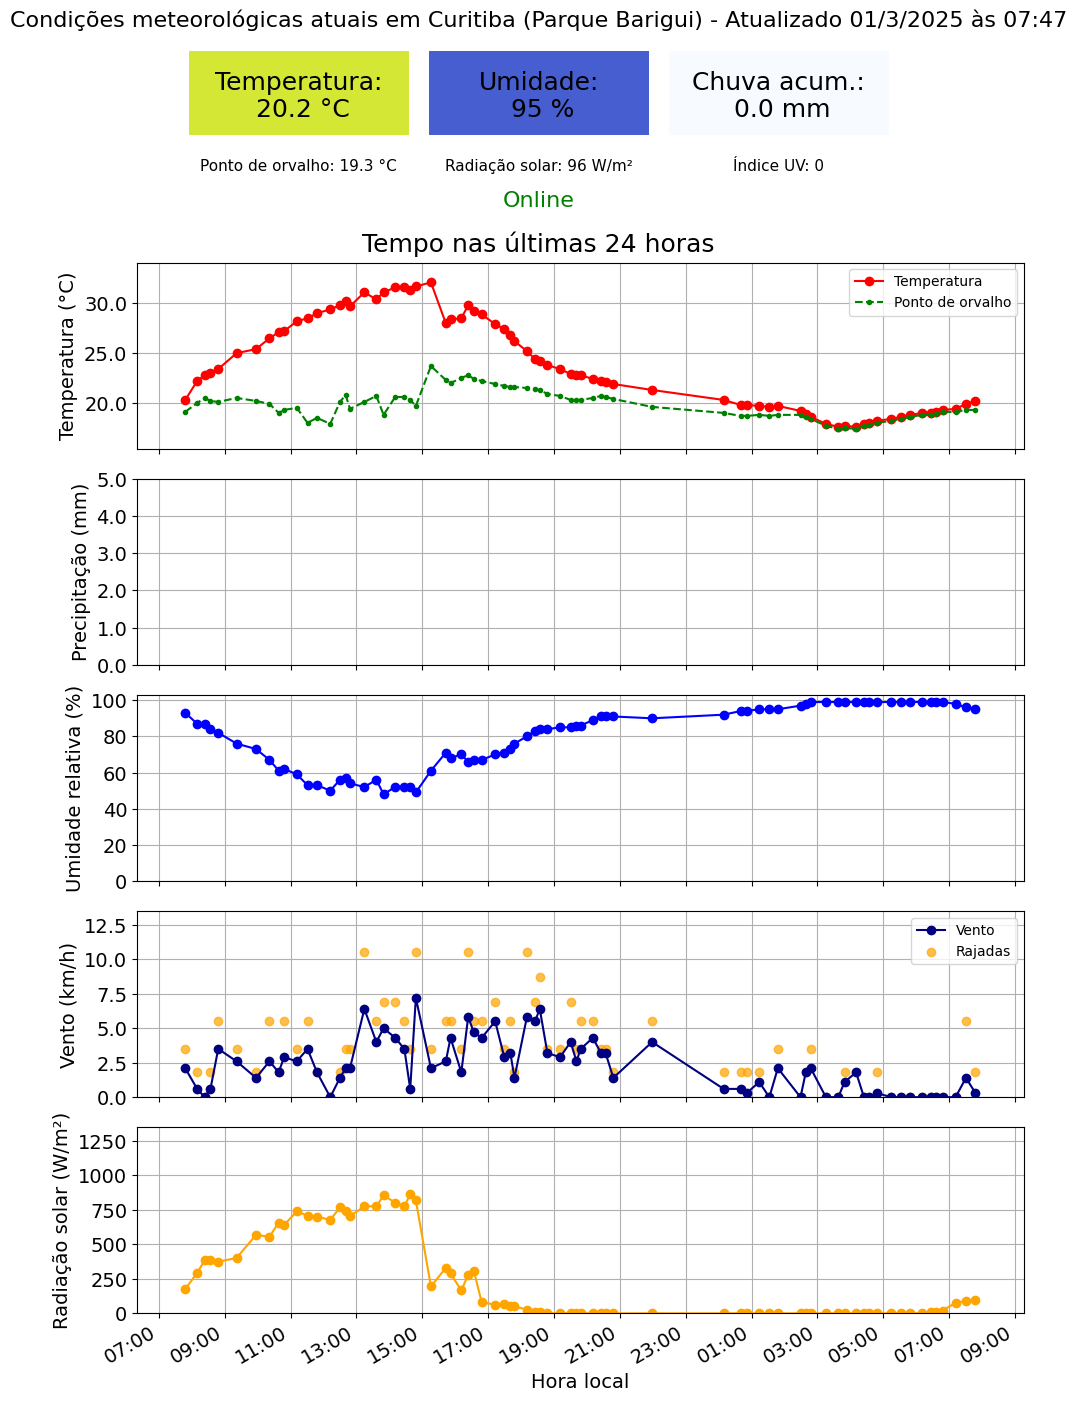 Condições meteorológicas atuais em Curitiba (Parque Barigui) - Atualizado 01/3/2025 às 07:47
Temperatura:
20.2 °C
Umidade:
95 %
Chuva acum.:
0.0 mm
Ponto de orvalho: 19.3 °C
Radiação solar: 96 W/m²
Índice UV: 0
Online
Tempo nas últimas 24 horas
Temperatura (°C)
30.0
25.0
20.0
Temperatura
Ponto de orvalho
Precipitação (mm)
5.0
4.0
3.0
2.0
1.0
0.0
Umidade relativa (%)
100
80
60
40
20
0
Vento (km/h)
12.5
10.0
7.5
5.0
2.5
0.0
Vento
Rajadas
Radiação solar (W/m²)
1250
1000
750
500
250
0
07:00
09:00
11:00
13:00
15:00
17:00
19:00
21:00
23:00
01:00
03:00
05:00
07:00
09:00
Hora local